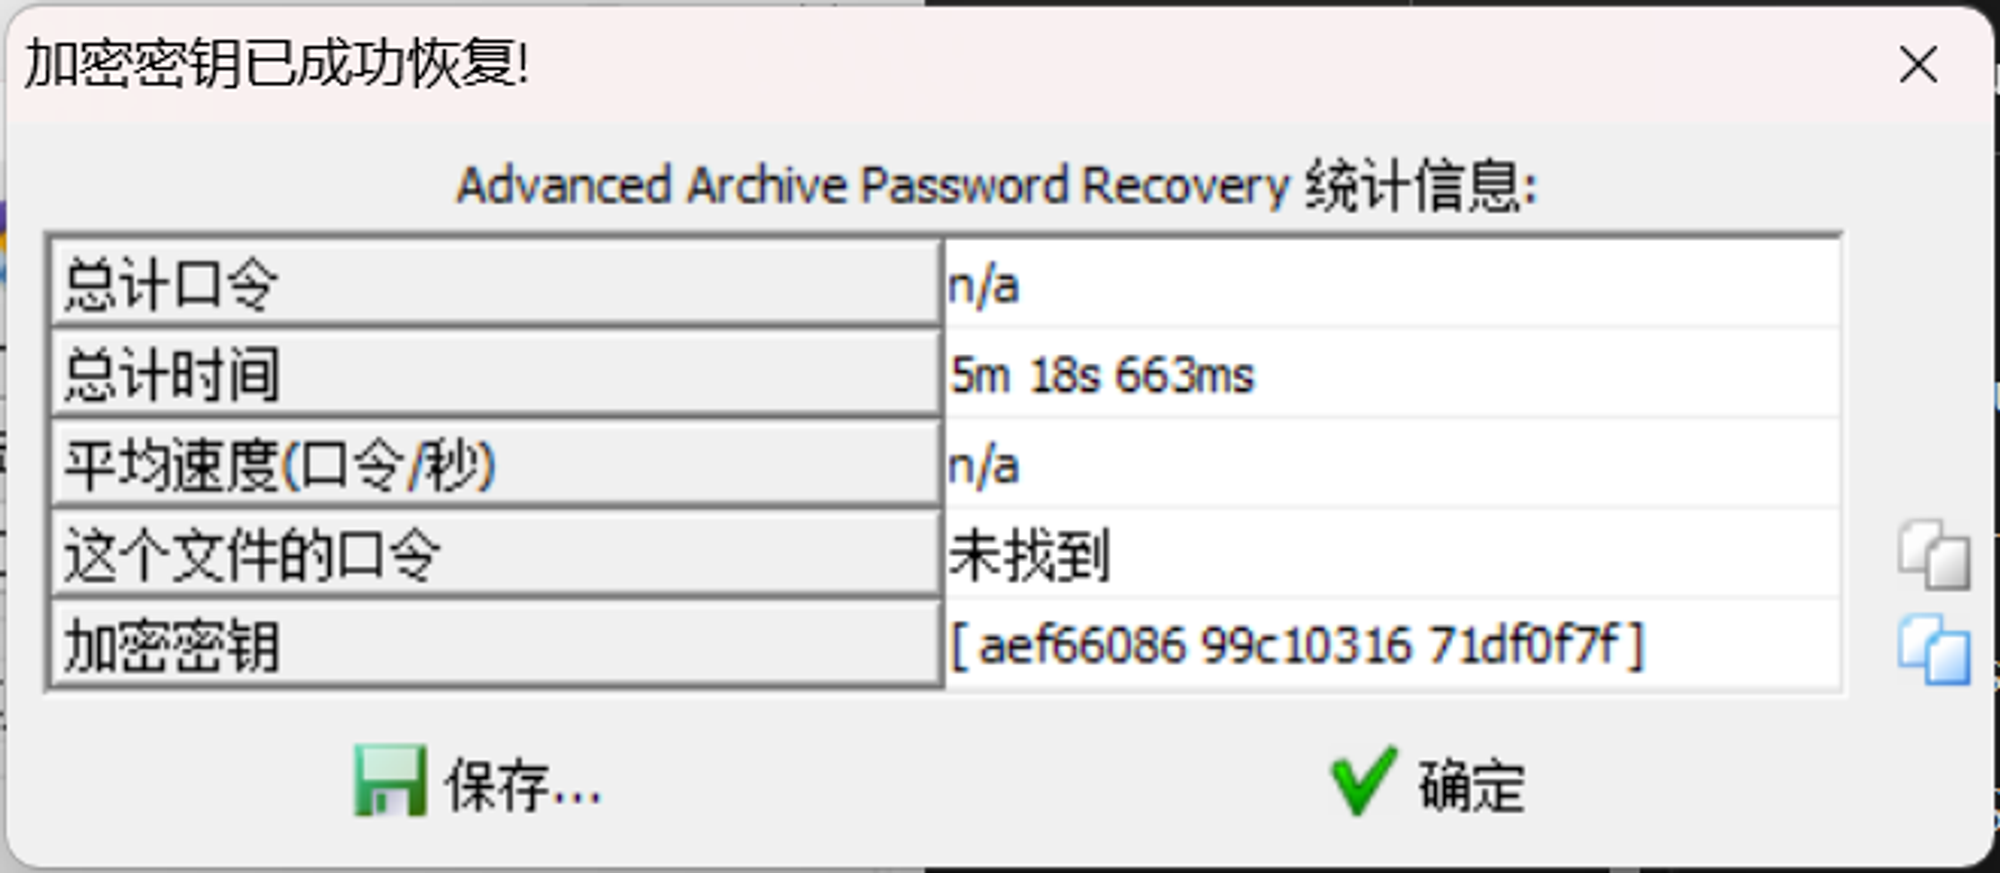 加密密钥已成功恢复!
Advanced Archive Password Recovery 统计信息:
总计口令 n/a
总计时间 5m 18s 663ms
平均速度(口令/秒) n/a
这个文件的口令 未找到
加密密钥 [ aef66086 99c10316 71df0f7f ]
保存... 确定